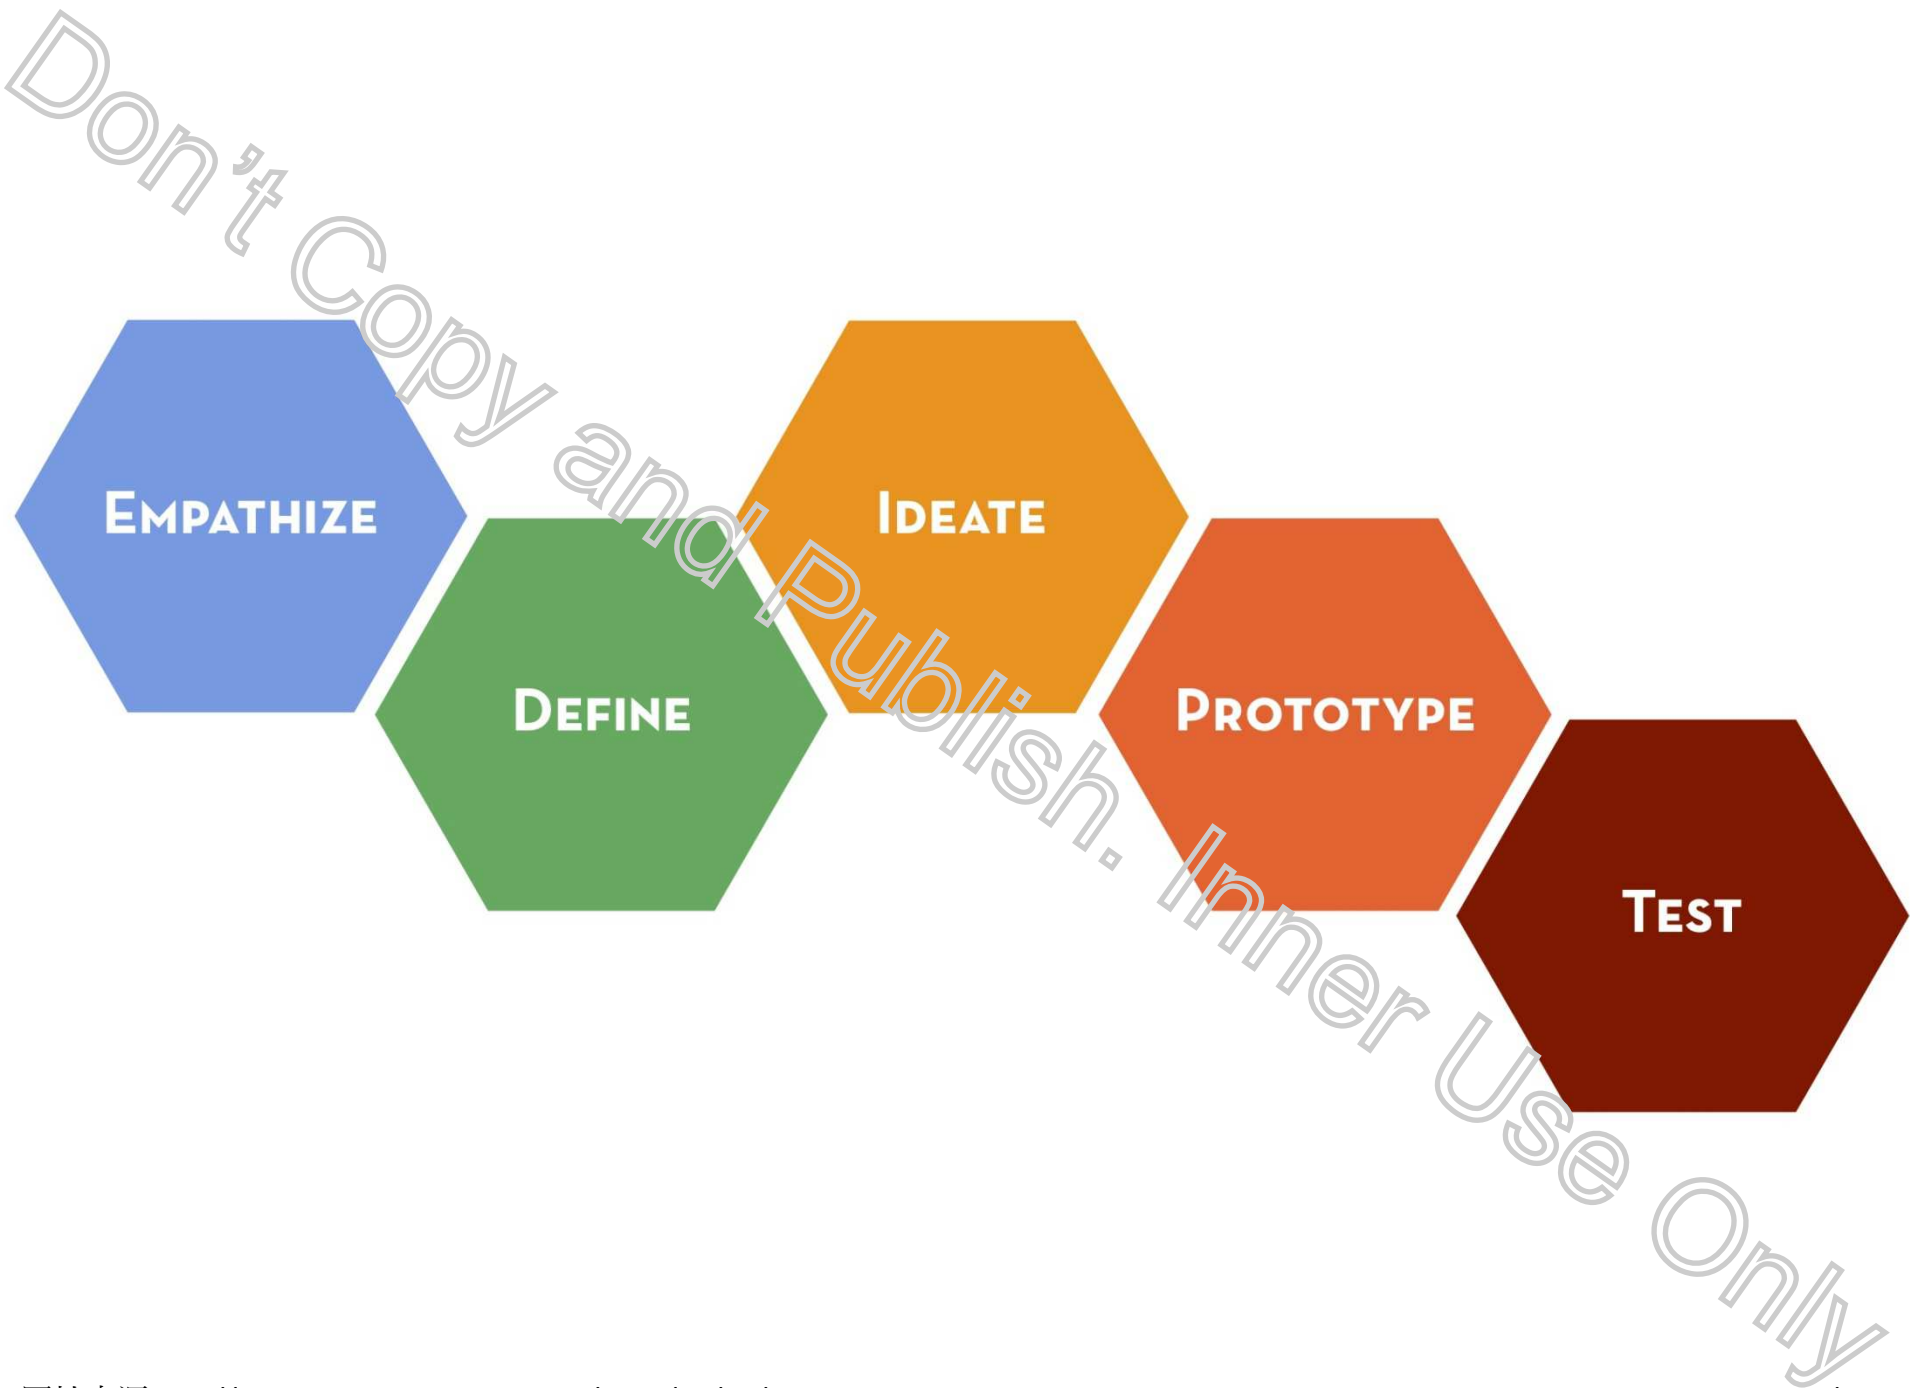 Don't Copy and Publish. Inner Use Only
EMPATHIZE
DEFINE
IDEATE
PROTOTYPE
TEST